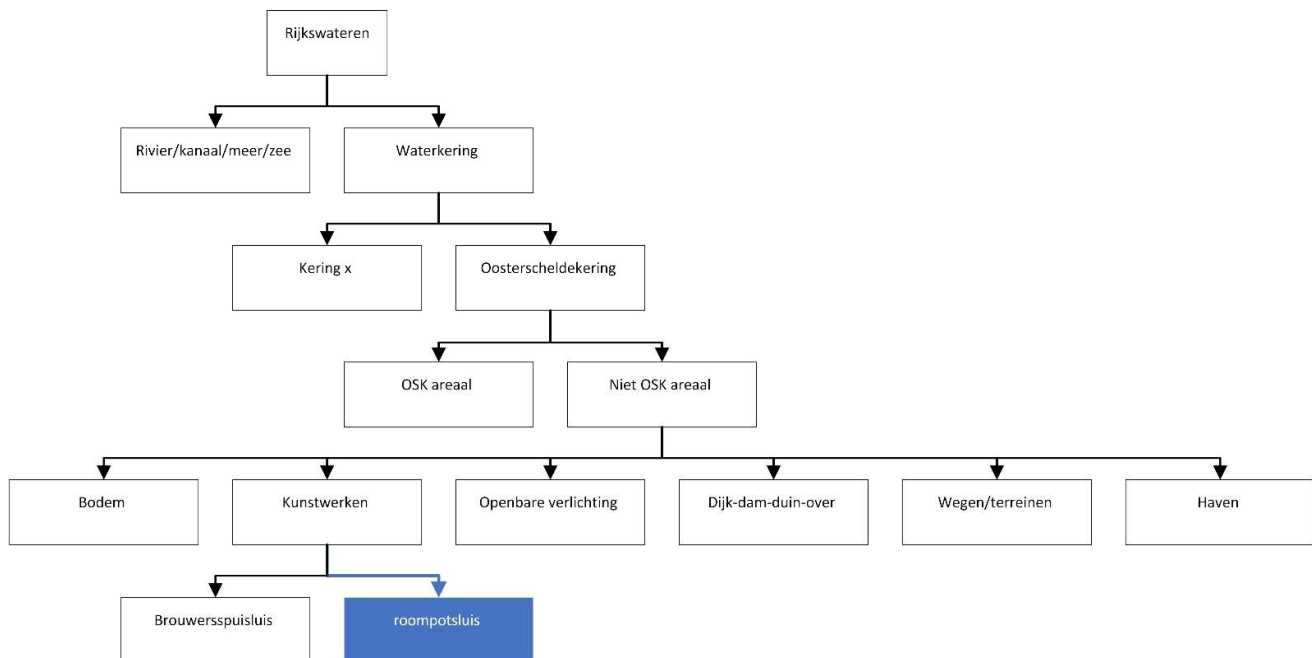 Rijkswateren
Rivier/kanaal/meer/zee
Waterkering
Kering x
Oosterscheldekering
OSK areaal
Niet OSK areaal
Bodem
Kunstwerken
Openbare verlichting
Dijk-dam-duin-over
Wegen/terreinen
Haven
Brouwersspuisluis
roompotsluis